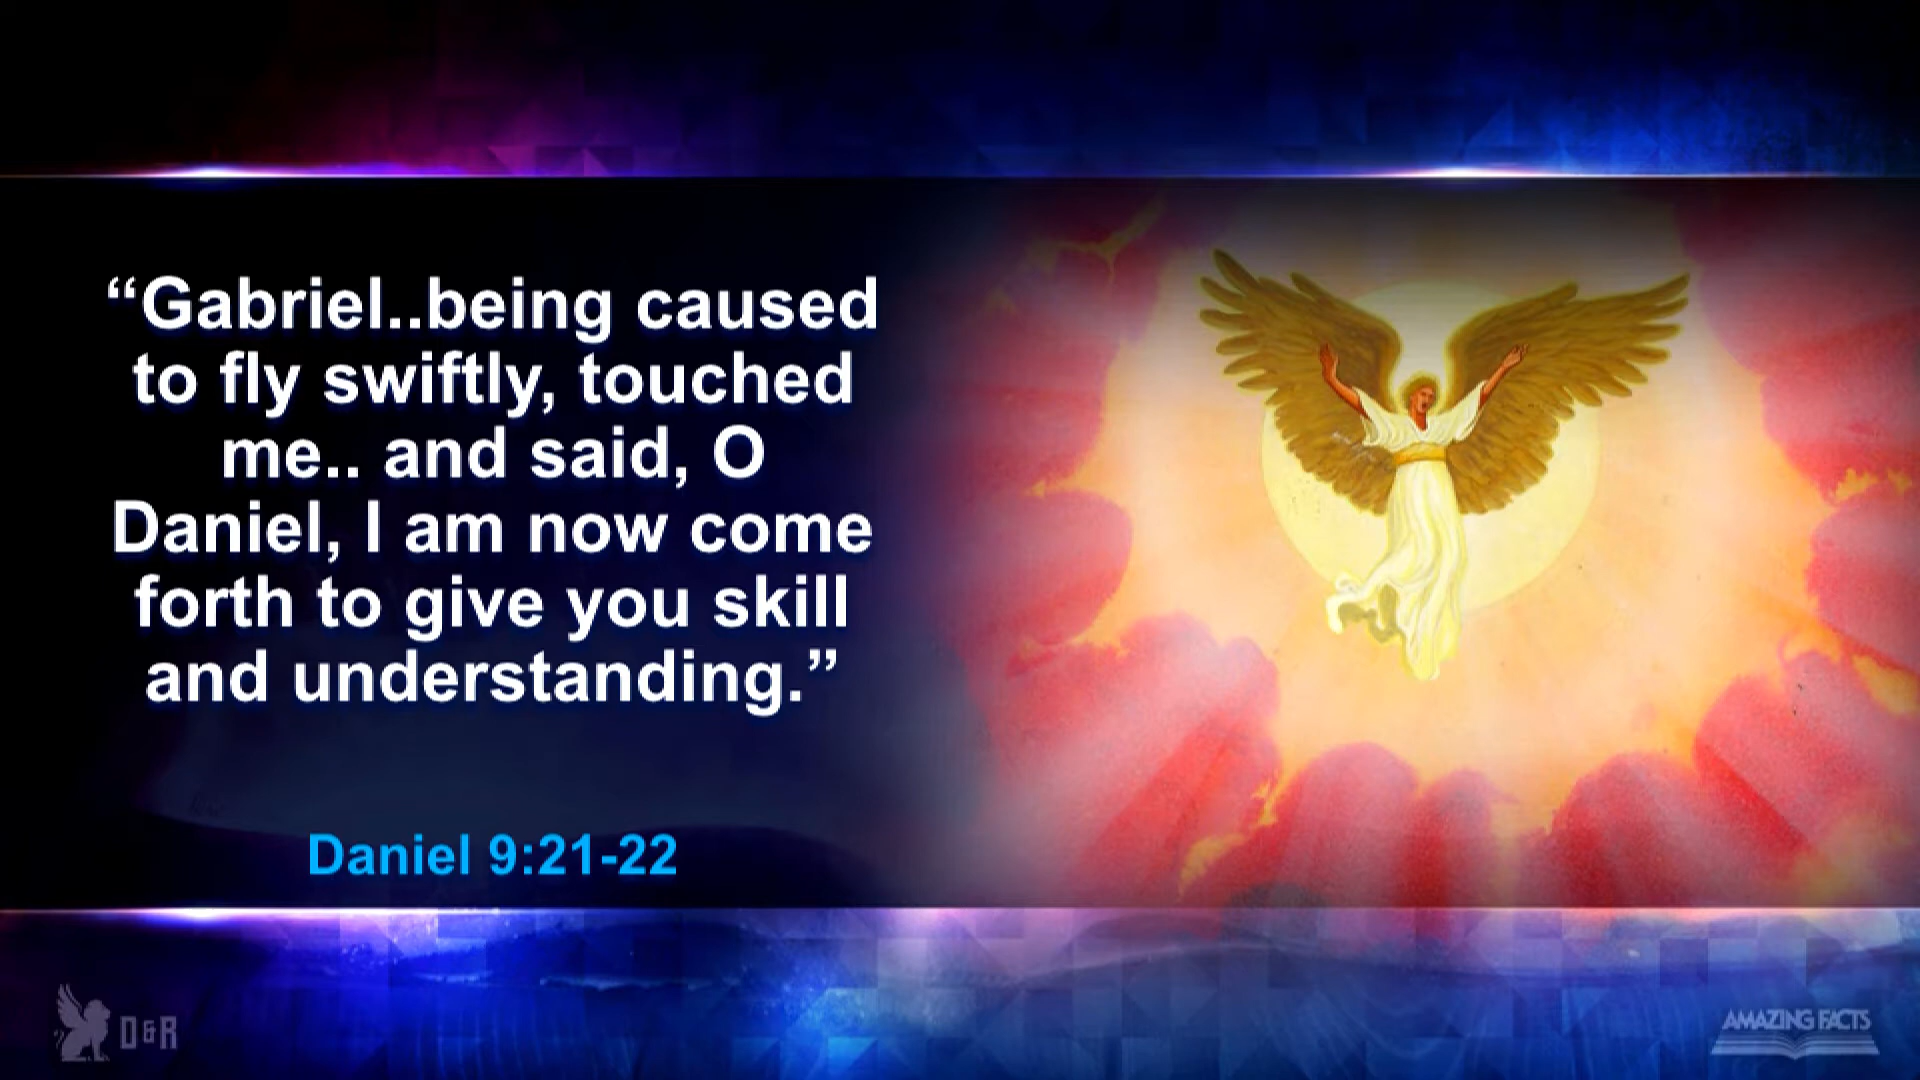 “Gabriel..being caused
to fly swiftly, touched
me.. and said, O
Daniel, I am now come
forth to give you skill
and understanding.”
Daniel 9:21-22
D&R
AMAZING FACTS